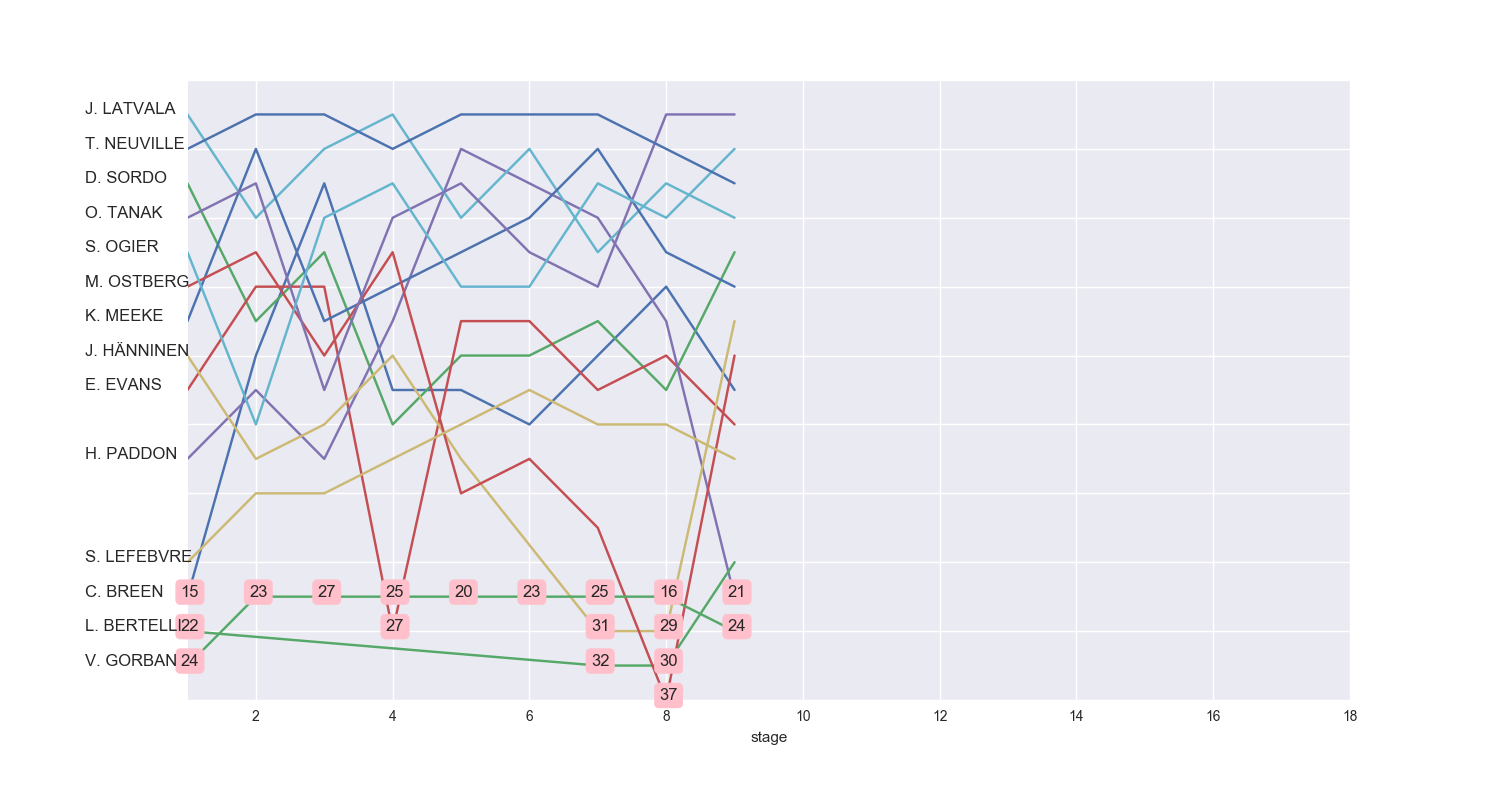 J. LATVALA
T. NEUVILLE
D. SORDO
O. TANAK
S. OGIER
M. OSTBERG
K. MEEKE
J. HÄNNINEN
E. EVANS
H. PADDON
S. LEFEBVRE
C. BREEN 15 23 27 25 20 23 25 16 21
L. BERTELLI 22 27 31 29 24
V. GORBAN 24 32 30
37
2 4 6 8 10 12 14 16 18
stage